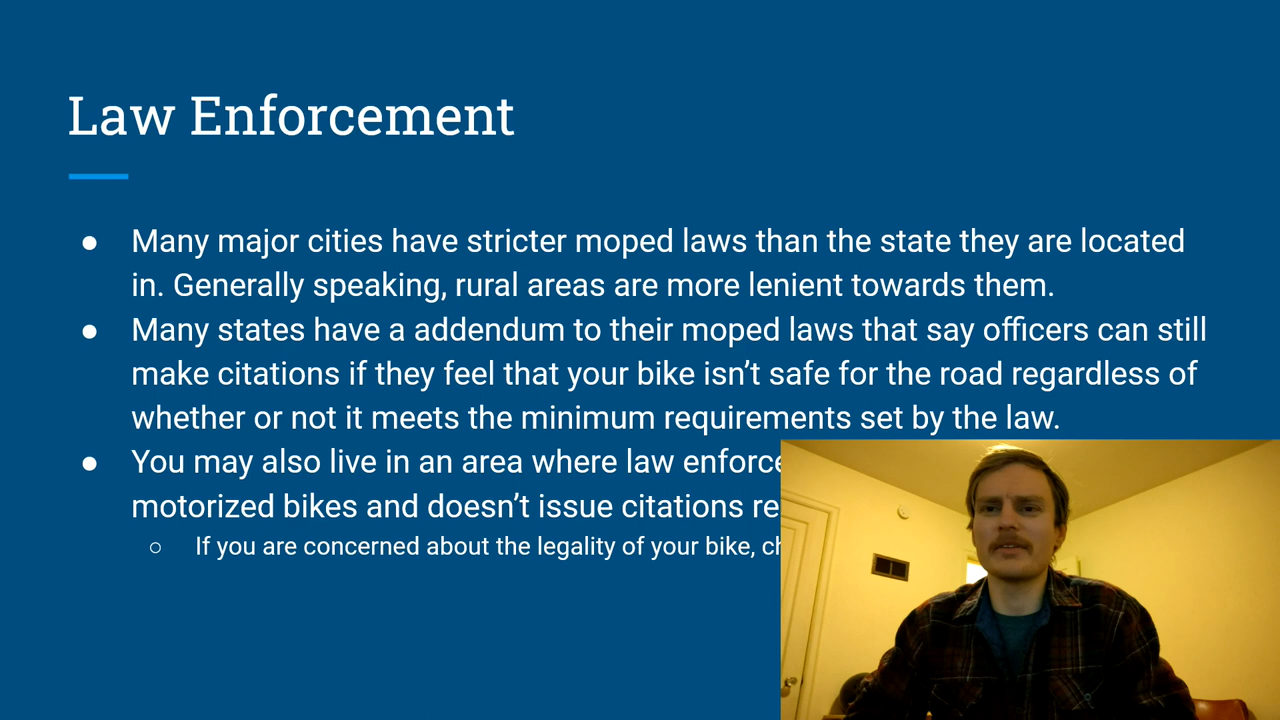 Law Enforcement
● Many major cities have stricter moped laws than the state they are located
in. Generally speaking, rural areas are more lenient towards them.
● Many states have a addendum to their moped laws that say officers can still
make citations if they feel that your bike isn’t safe for the road regardless of
whether or not it meets the minimum requirements set by the law.
● You may also live in an area where law
motorized bikes and doesn’t issue citations
○ If you are concerned about the legality of your bike,